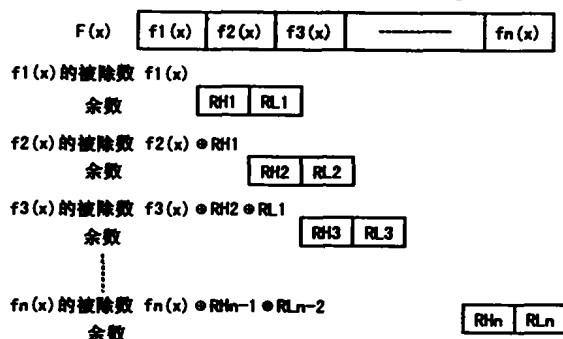 F(x) f1(x) f2(x) f3(x) fn(x)
f1(x)的被除数 f1(x)
余数 RH1 RL1
f2(x)的被除数 f2(x)⊕RH1
余数 RH2 RL2
f3(x)的被除数 f3(x)⊕RH2⊕RL1
余数 RH3 RL3
fn(x)的被除数 fn(x)⊕RHn-1⊕RLn-2
余数 RHn RLn